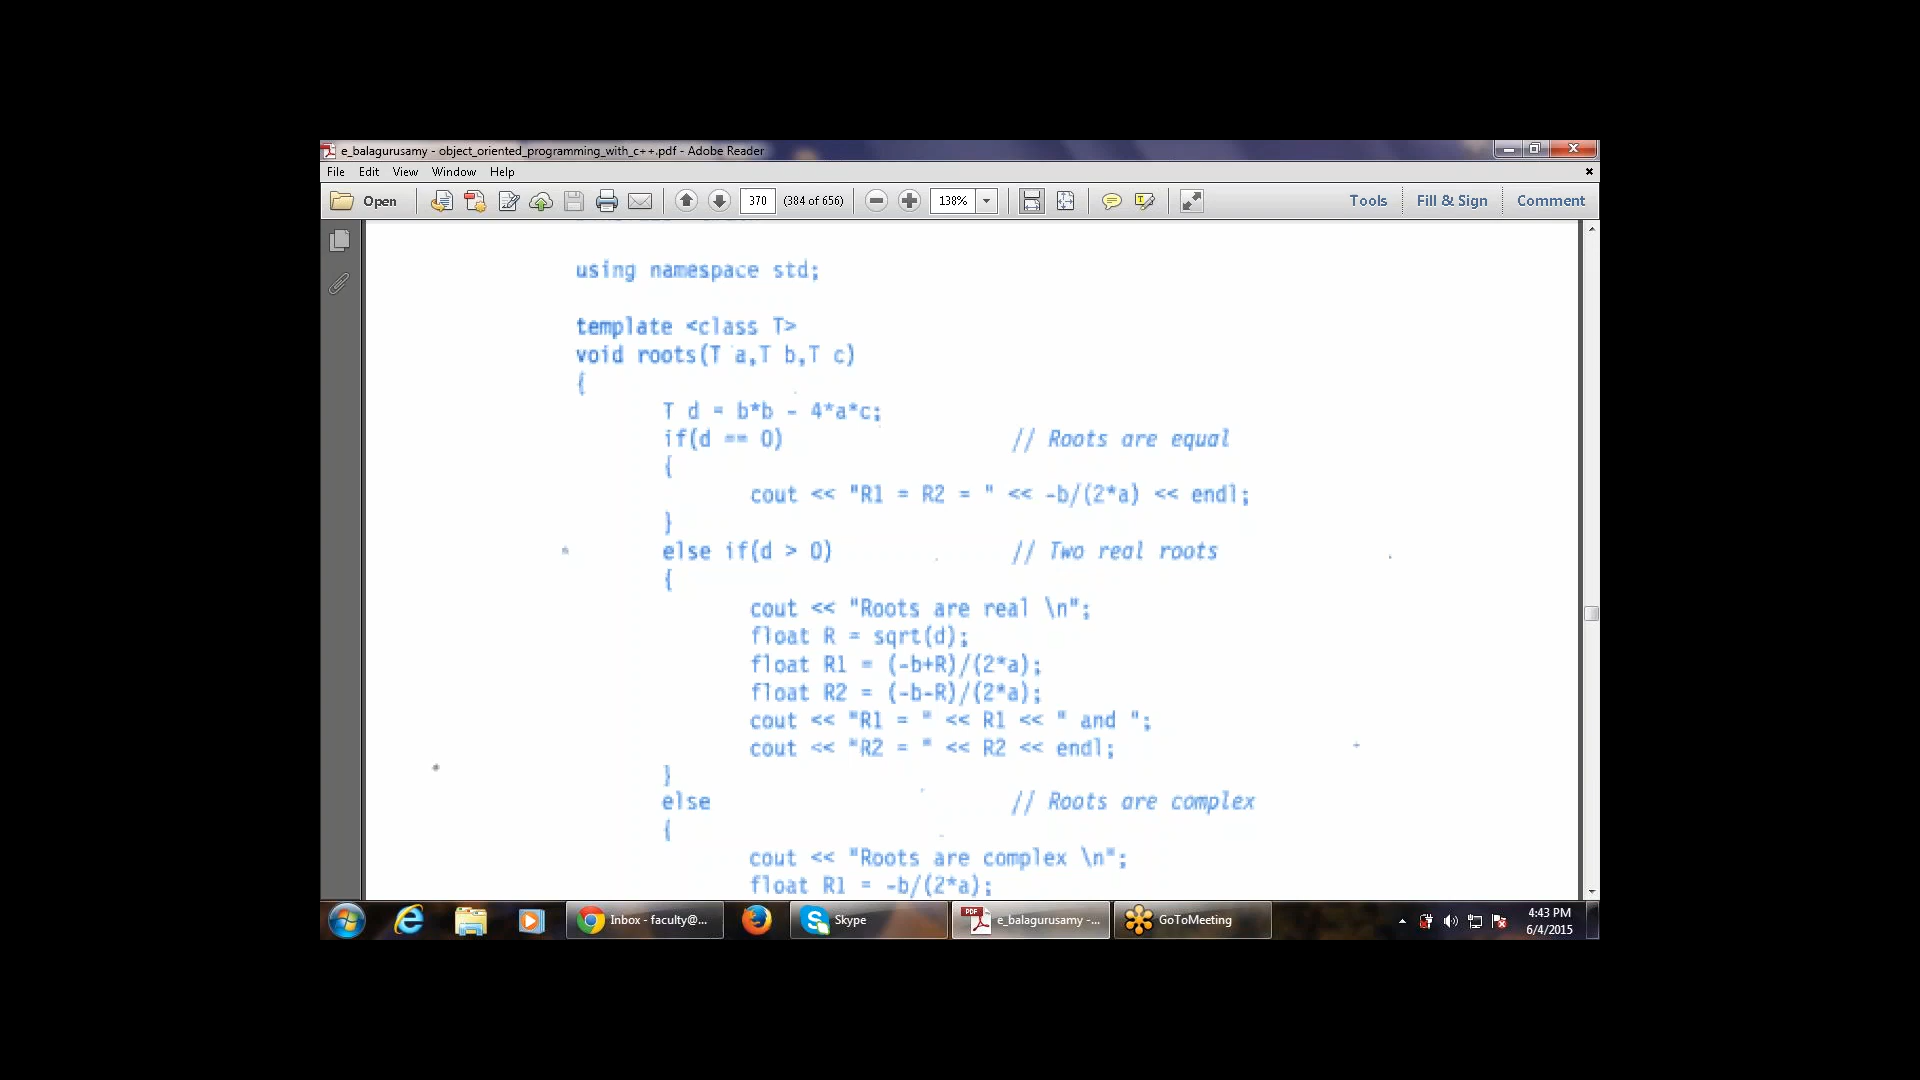 e_balagurusamy - object_oriented_programming_with_c++.pdf - Adobe Reader
File Edit View Window Help
Open 370 (384 of 656) 138% Tools Fill & Sign Comment
using namespace std;
template <class T>
void roots(T a,T b,T c)
{
T d = b*b - 4*a*c;
if(d == 0) // Roots are equal
{
cout << "R1 = R2 = " << -b/(2*a) << endl;
}
else if(d > 0) // Two real roots
{
cout << "Roots are real \n";
float R = sqrt(d);
float R1 = (-b+R)/(2*a);
float R2 = (-b-R)/(2*a);
cout << "R1 = " << R1 << " and ";
cout << "R2 = " << R2 << endl;
}
else // Roots are complex
{
cout << "Roots are complex \n";
float R1 = -b/(2*a);
Inbox - faculty@... Skype e_balagurusamy -... GoToMeeting 4:43 PM
6/4/2015